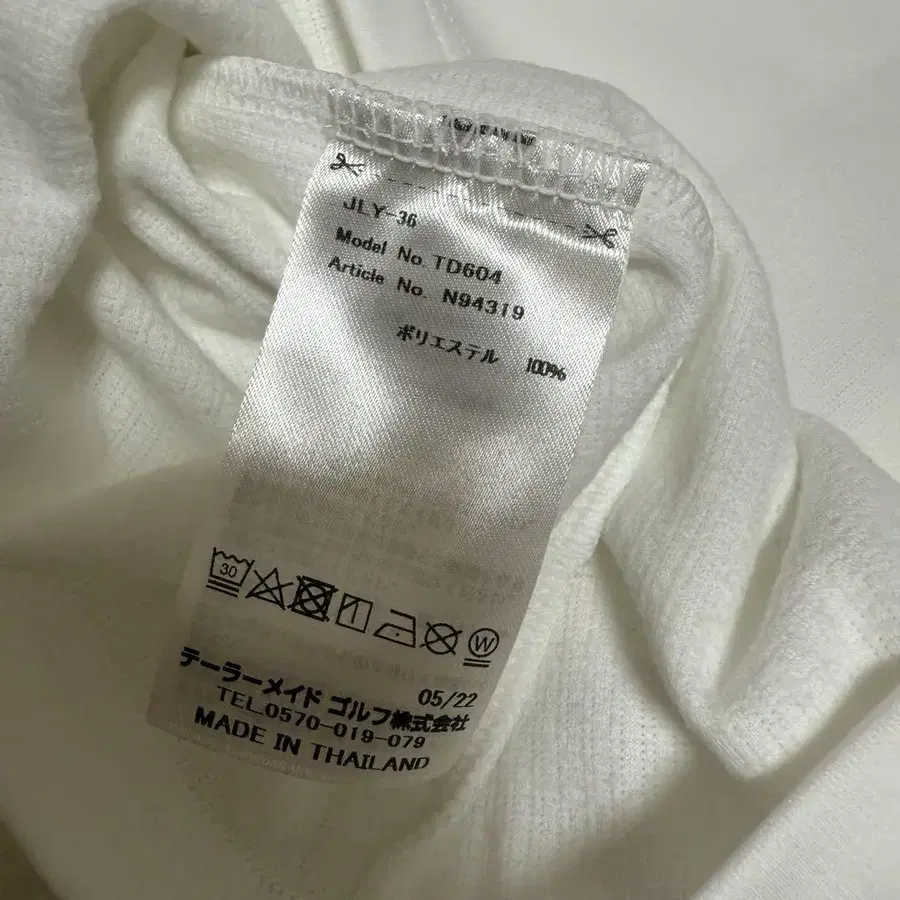 JLY-36
Model No. TD604
Article No. N94319
ポリエステル 100%
30
W
05/22
テーラーメイド ゴルフ株式会社
TEL.0570-019-079
MADE IN THAILAND